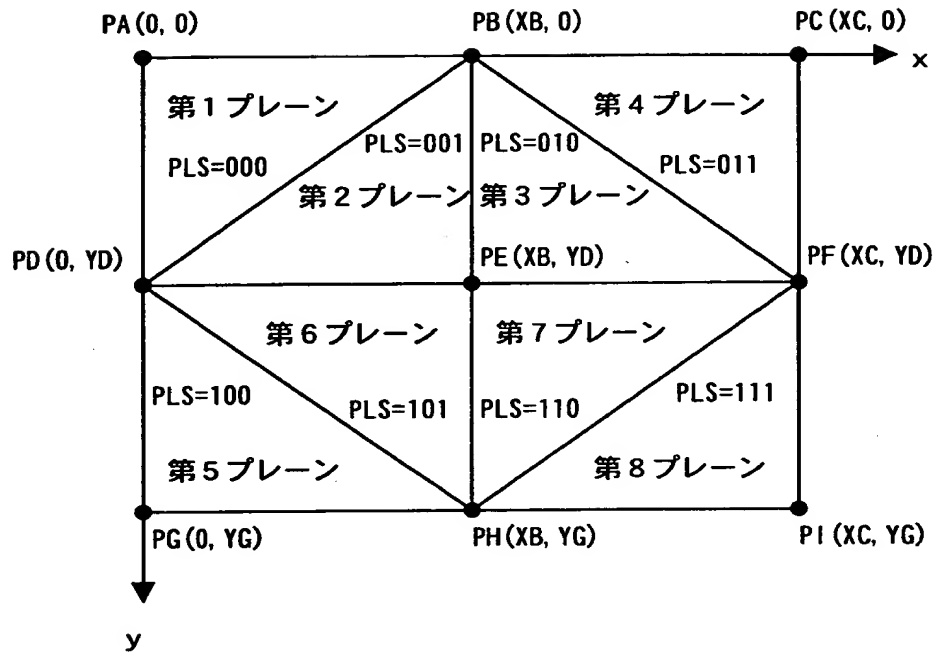 PA(0, 0)
PB(XB, 0)
PC(XC, 0)
x
第1プレーン
第4プレーン
PLS=001
PLS=010
PLS=000
PLS=011
第2プレーン
第3プレーン
PD(0, YD)
PE(XB, YD)
PF(XC, YD)
第6プレーン
第7プレーン
PLS=100
PLS=101
PLS=110
PLS=111
第5プレーン
第8プレーン
PG(0, YG)
PH(XB, YG)
PI(XC, YG)
y